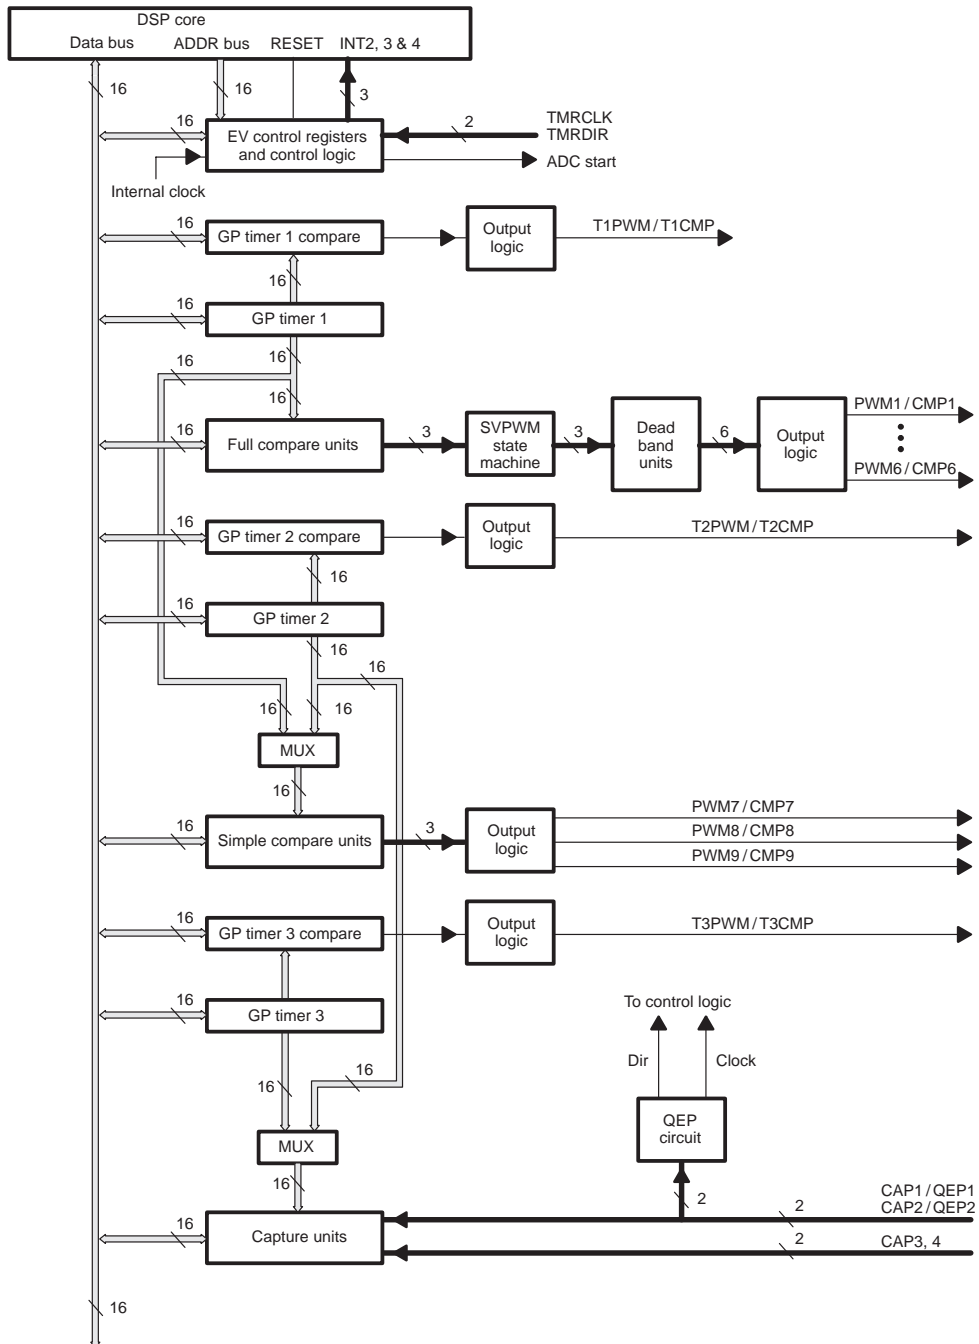 DSP core
Data bus
ADDR bus
RESET
INT2, 3 & 4
16
16
3
16
EV control registers
and control logic
2
TMRCLK
TMRDIR
ADC start
Internal clock
16
GP timer 1 compare
Output
logic
T1PWM / T1CMP
16
16
GP timer 1
16
16
16
16
Full compare units
3
SVPWM
state
machine
3
Dead
band
units
6
Output
logic
PWM1 / CMP1
PWM6 / CMP6
16
GP timer 2 compare
Output
logic
T2PWM / T2CMP
16
16
GP timer 2
16
16
16
16
MUX
16
16
Simple compare units
3
Output
logic
PWM7 / CMP7
PWM8 / CMP8
PWM9 / CMP9
16
GP timer 3 compare
Output
logic
T3PWM / T3CMP
16
GP timer 3
To control logic
Dir
Clock
16
16
QEP
circuit
MUX
16
2
2
CAP1 / QEP1
CAP2 / QEP2
16
Capture units
2
CAP3, 4
16